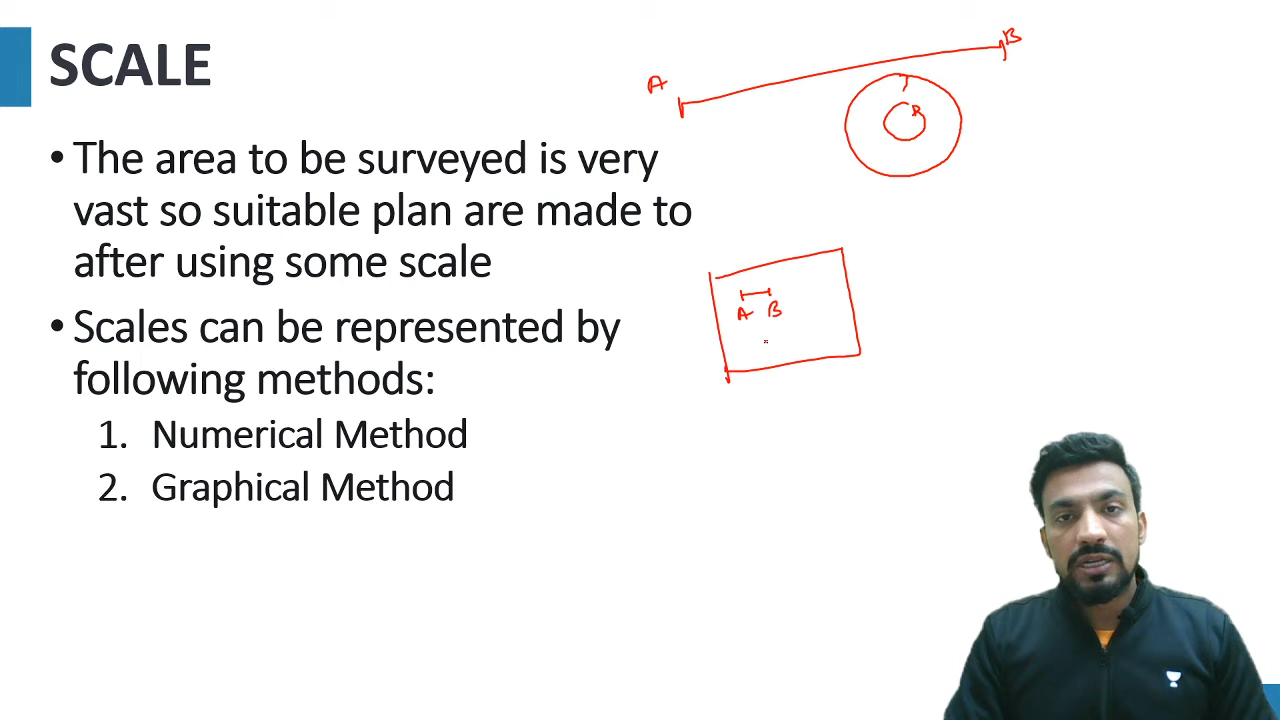 SCALE
• The area to be surveyed is very
vast so suitable plan are made to
after using some scale
• Scales can be represented by
following methods:
1. Numerical Method
2. Graphical Method
A
B
A B